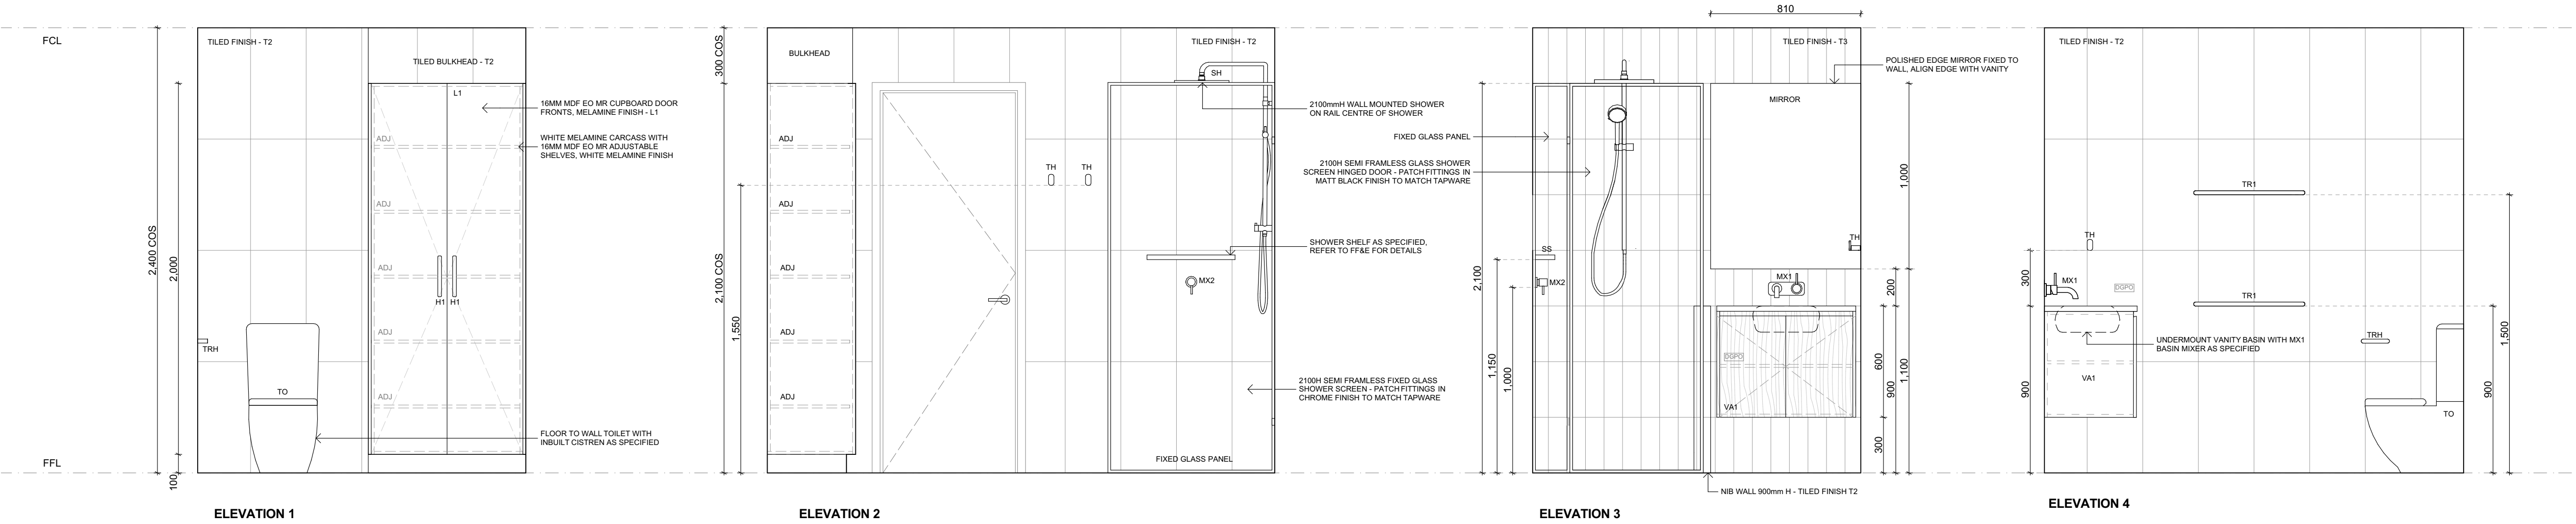 FCL
FFL
2,400 COS
2,000
100
TILED FINISH - T2
TILED BULKHEAD - T2
L1
ADJ
ADJ
ADJ
ADJ
ADJ
H1
H1
TRH
TO
16MM MDF EO MR CUPBOARD DOOR
FRONTS, MELAMINE FINISH - L1
WHITE MELAMINE CARCASS WITH
16MM MDF EO MR ADJUSTABLE
SHELVES, WHITE MELAMINE FINISH
FLOOR TO WALL TOILET WITH
INBUILT CISTREN AS SPECIFIED
ELEVATION 1
300 COS
2,100 COS
1,550
BULKHEAD
ADJ
ADJ
ADJ
ADJ
ADJ
TH
TH
TILED FINISH - T2
SH
MX2
FIXED GLASS PANEL
2100mmH WALL MOUNTED SHOWER
ON RAIL CENTRE OF SHOWER
SHOWER SHELF AS SPECIFIED,
REFER TO FF&E FOR DETAILS
2100H SEMI FRAMLESS FIXED GLASS
SHOWER SCREEN - PATCH FITTINGS IN
CHROME FINISH TO MATCH TAPWARE
ELEVATION 2
FIXED GLASS PANEL
2100H SEMI FRAMLESS GLASS SHOWER
SCREEN HINGED DOOR - PATCH FITTINGS IN
MATT BLACK FINISH TO MATCH TAPWARE
2,100
1,150
1,000
810
TILED FINISH - T3
MIRROR
SS
MX2
TH
MX1
DGPO
VA1
POLISHED EDGE MIRROR FIXED TO
WALL, ALIGN EDGE WITH VANITY
1,000
200
600
900
1,100
300
NIB WALL 900mm H - TILED FINISH T2
ELEVATION 3
TILED FINISH - T2
300
900
TH
MX1
DGPO
TR1
TR1
TRH
UNDERMOUNT VANITY BASIN WITH MX1
BASIN MIXER AS SPECIFIED
VA1
TO
1,500
900
ELEVATION 4